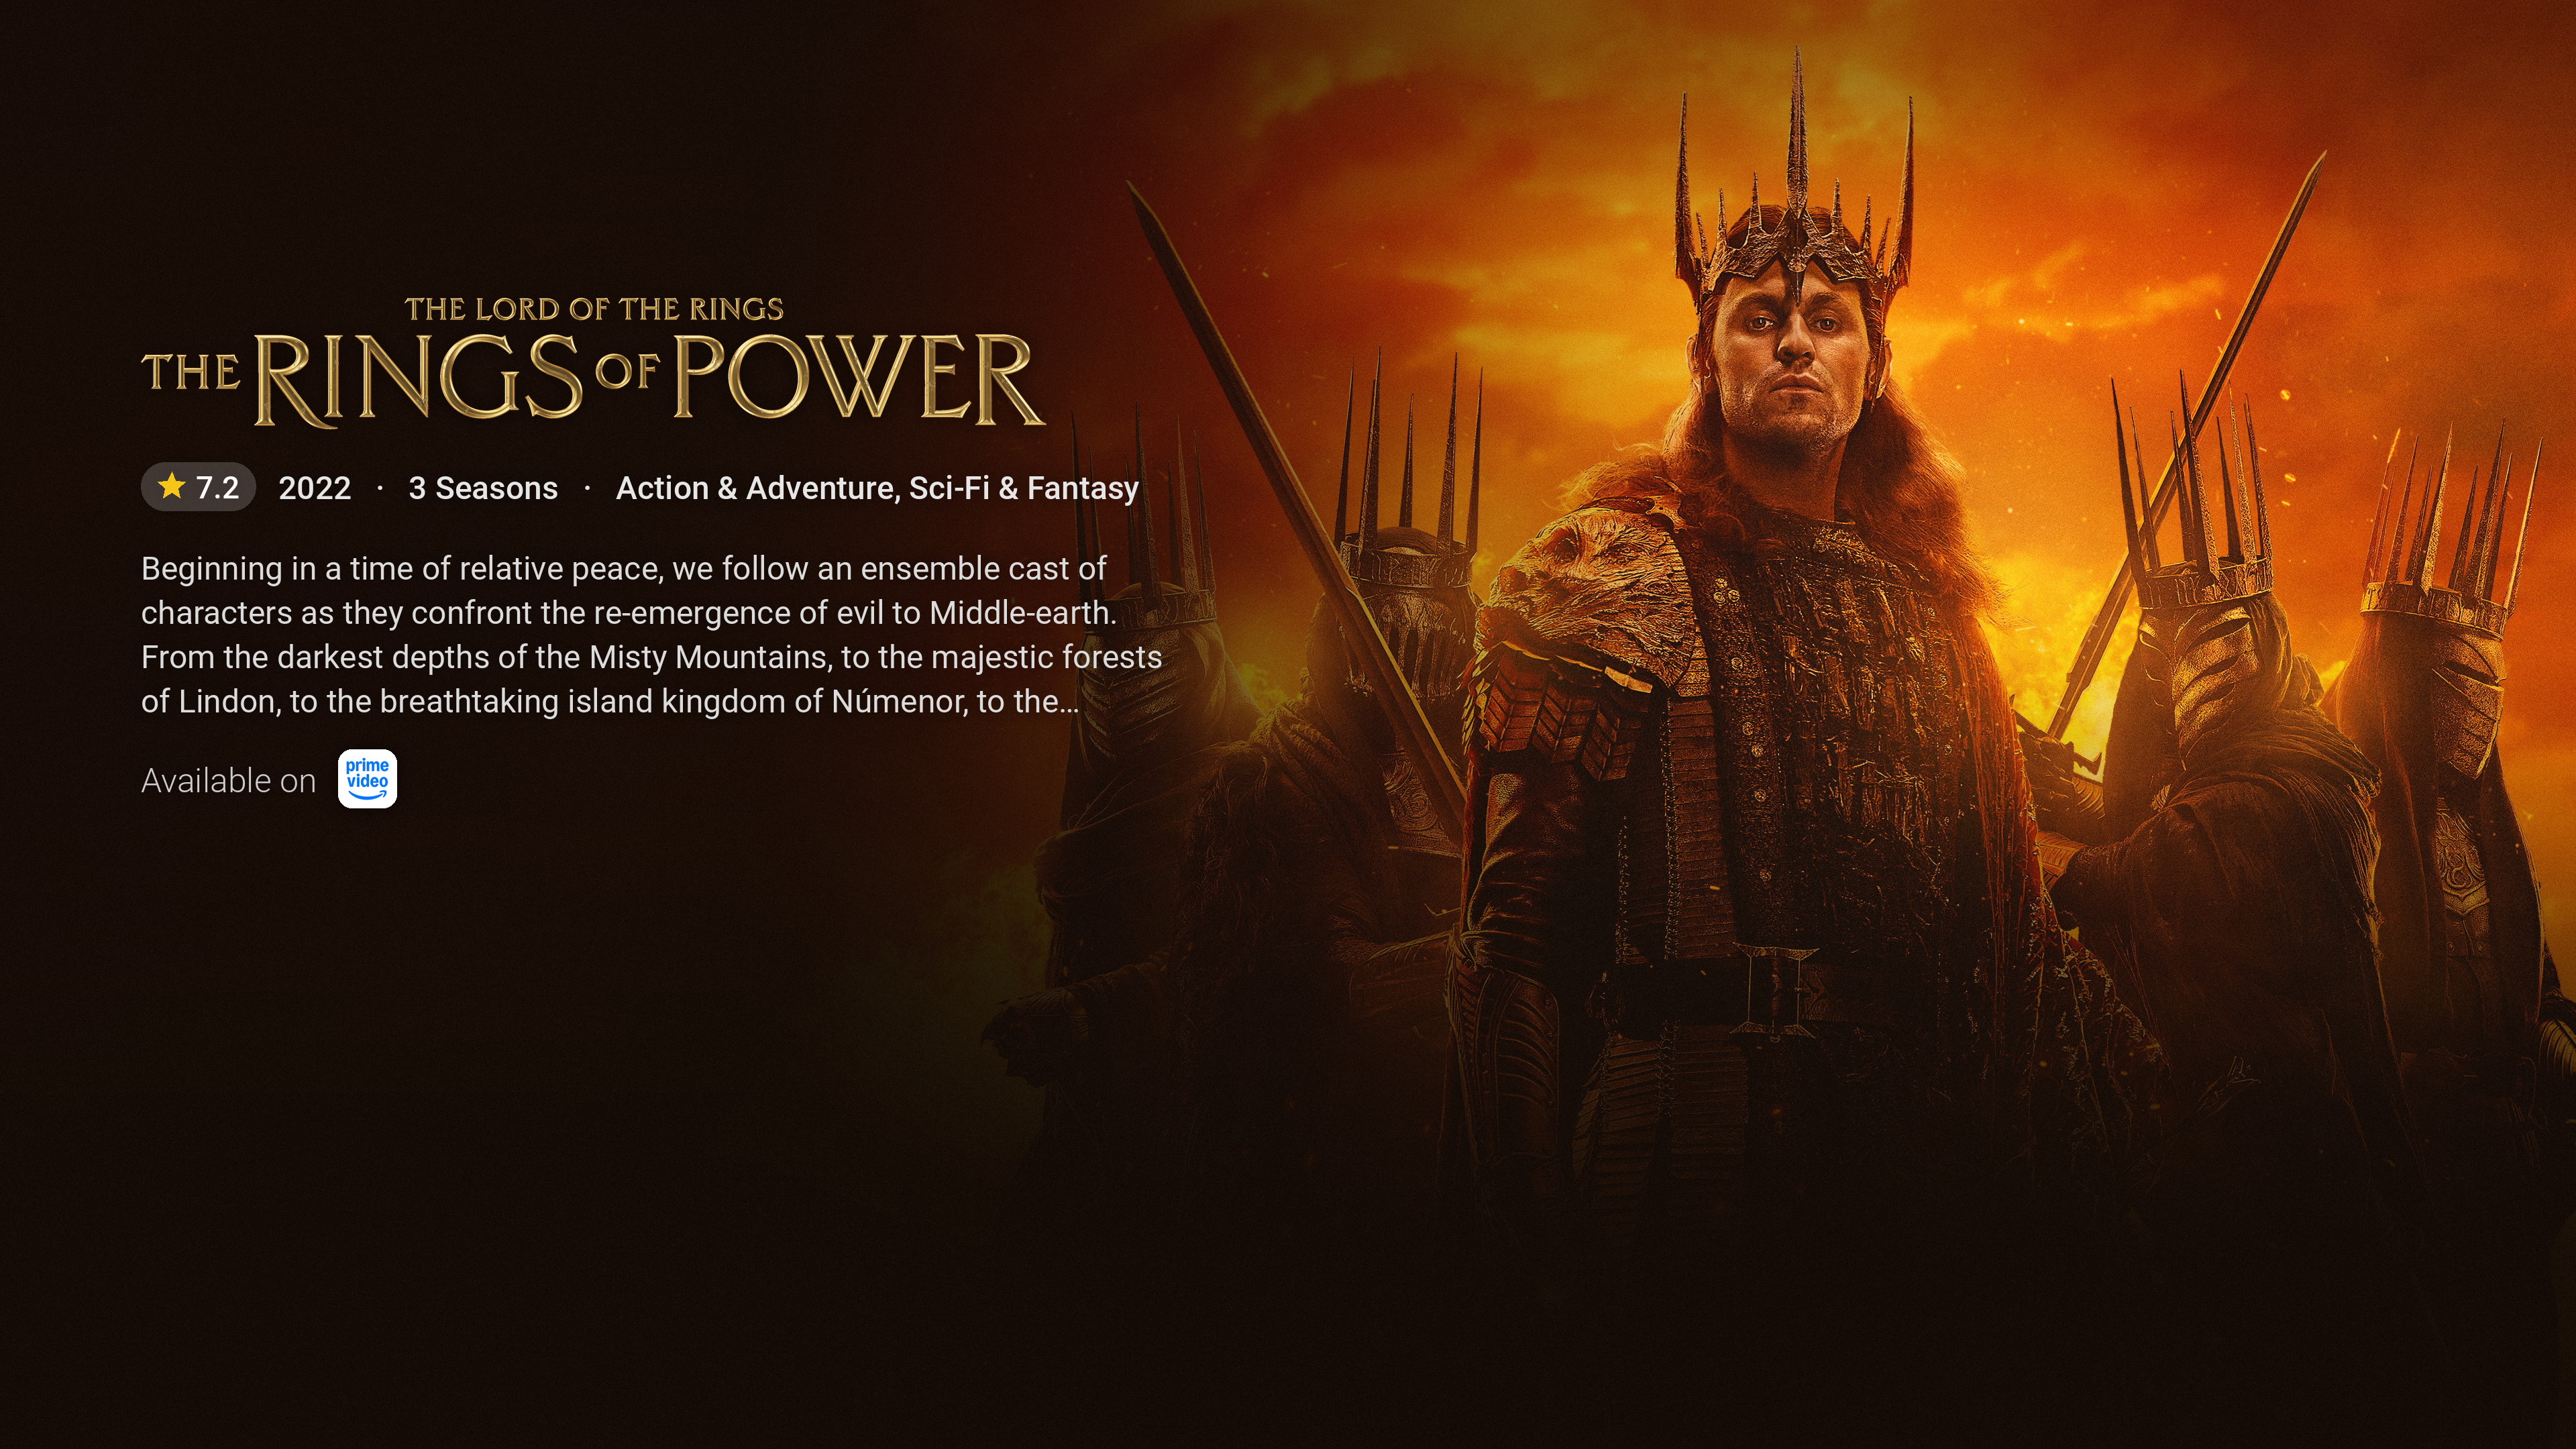 THE LORD OF THE RINGS
THE RINGS OF POWER
7.2 2022 · 3 Seasons · Action & Adventure, Sci-Fi & Fantasy
Beginning in a time of relative peace, we follow an ensemble cast of
characters as they confront the re-emergence of evil to Middle-earth.
From the darkest depths of the Misty Mountains, to the majestic forests
of Lindon, to the breathtaking island kingdom of Númenor, to the…
Available on
prime
video